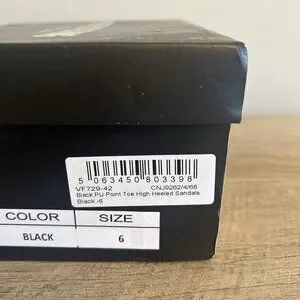 5 063450 803398
VF729-42 CNJ9262/4/66
Black PU Point Toe High Heeled Sandals
Black -6
COLOR SIZE
BLACK 6